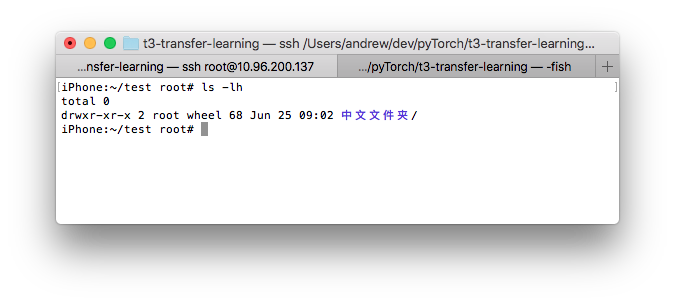 t3-transfer-learning — ssh /Users/andrew/dev/pyTorch/t3-transfer-learning…
…nsfer-learning — ssh root@10.96.200.137
…/pyTorch/t3-transfer-learning — -fish
+
[iPhone:~/test root# ls -lh ]
total 0
drwxr-xr-x 2 root wheel 68 Jun 25 09:02 中文文件夹/
iPhone:~/test root#